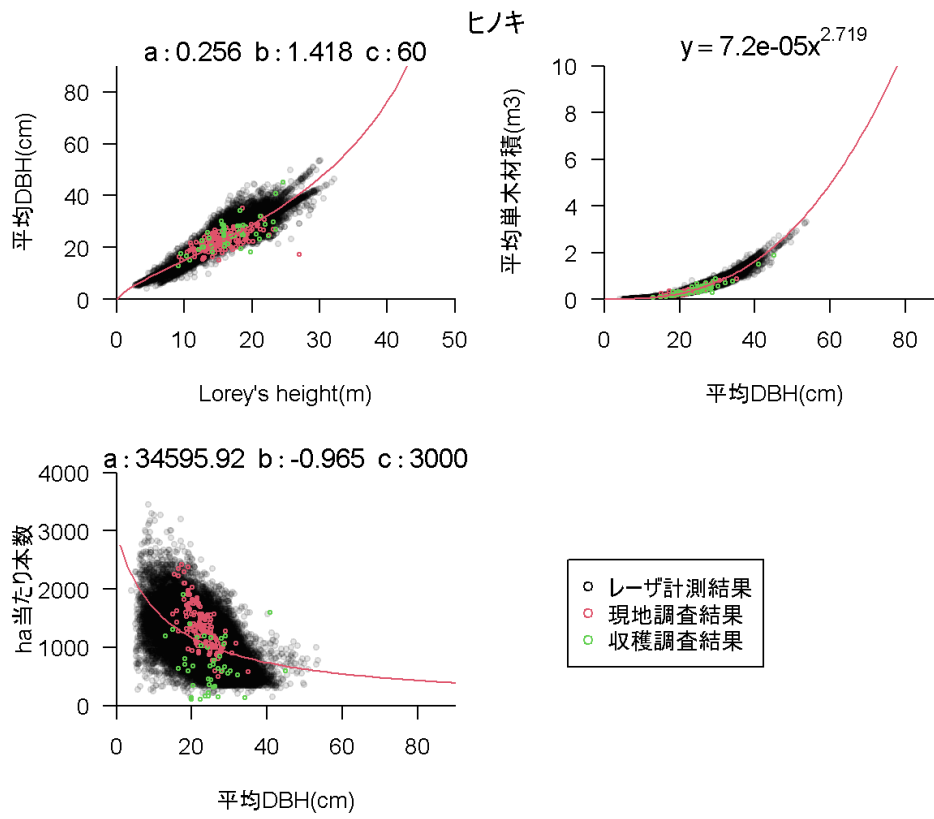 ヒノキ
a : 0.256 b : 1.418 c : 60
平均DBH(cm)
80
60
40
20
0
0 10 20 30 40 50
Lorey's height(m)
y = 7.2e-05x^2.719
平均単木材積(m3)
10
8
6
4
2
0
0 20 40 60 80
平均DBH(cm)
a : 34595.92 b : -0.965 c : 3000
ha当たり本数
4000
3000
2000
1000
0
0 20 40 60 80
平均DBH(cm)
レーザ計測結果
現地調査結果
収穫調査結果